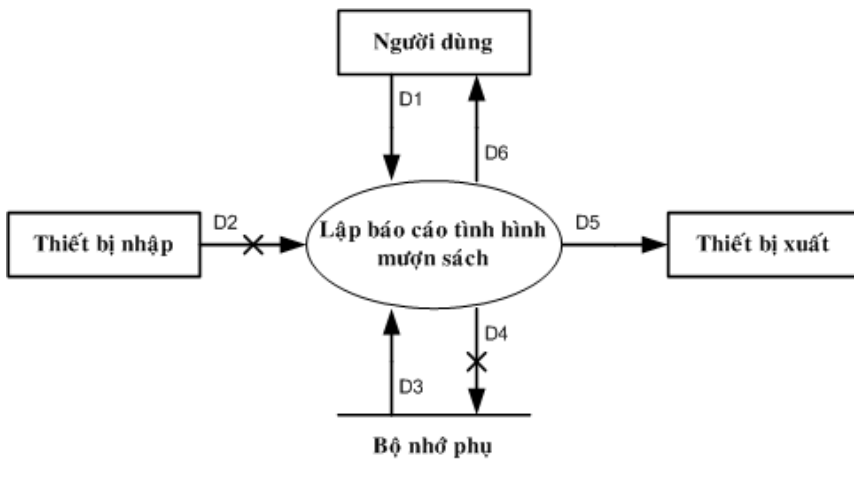 Người dùng
D1
D6
Thiết bị nhập
D2
Lập báo cáo tình hình
mượn sách
D5
Thiết bị xuất
D4
D3
Bộ nhớ phụ